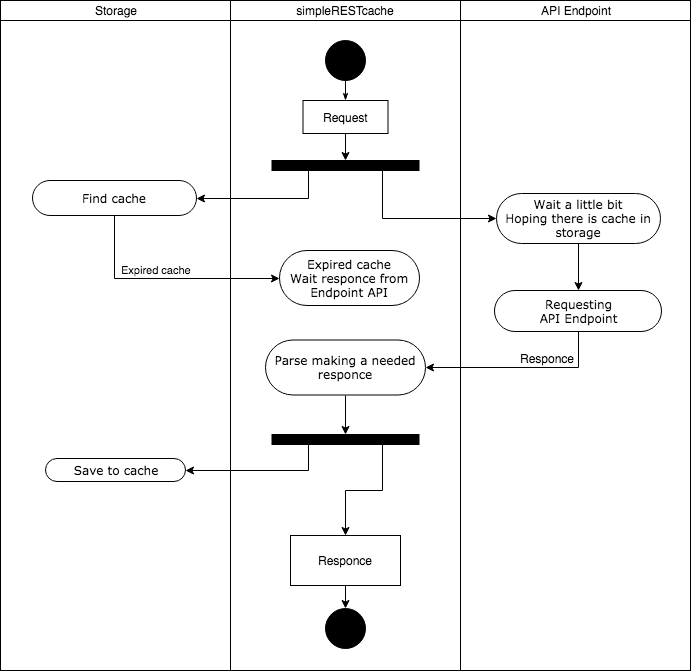 Storage
simpleRESTcache
API Endpoint
Request
Find cache
Wait a little bit
Hoping there is cache in
storage
Expired cache
Expired cache
Wait responce from
Endpoint API
Requesting
API Endpoint
Responce
Parse making a needed
responce
Save to cache
Responce